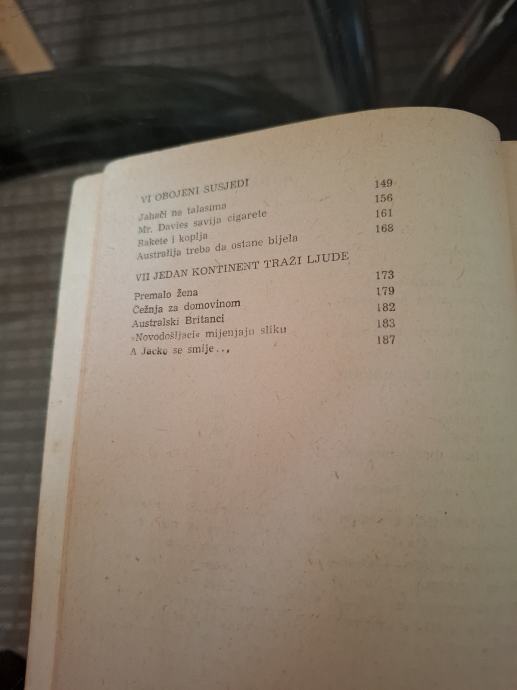 VI OBOJENI SUSJEDI
Jahači na talasima 149
Mr. Davies savija cigarete 156
Rakete i koplja 161
Australija treba da ostane bijela 168
VII JEDAN KONTINENT TRAŽI LJUDE
Premalo žena 173
Čežnja za domovinom 179
Australski Britanci 182
»Novodošljaci« mijenjaju sliku 183
A Jacko se smije... 187